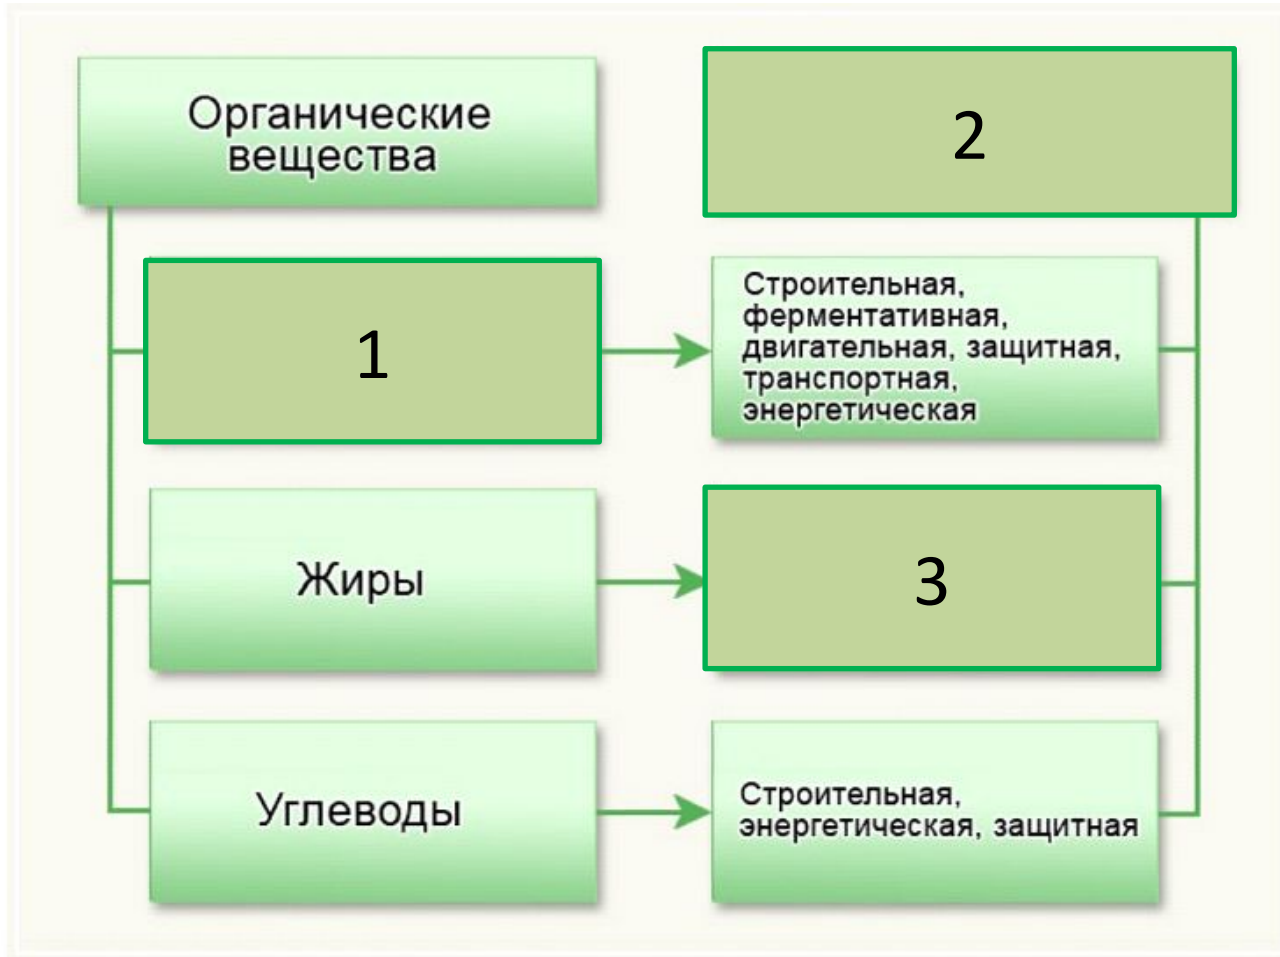 Органические
вещества
2
1
Строительная,
ферментативная,
двигательная, защитная,
транспортная,
энергетическая
Жиры
3
Углеводы
Строительная,
энергетическая, защитная